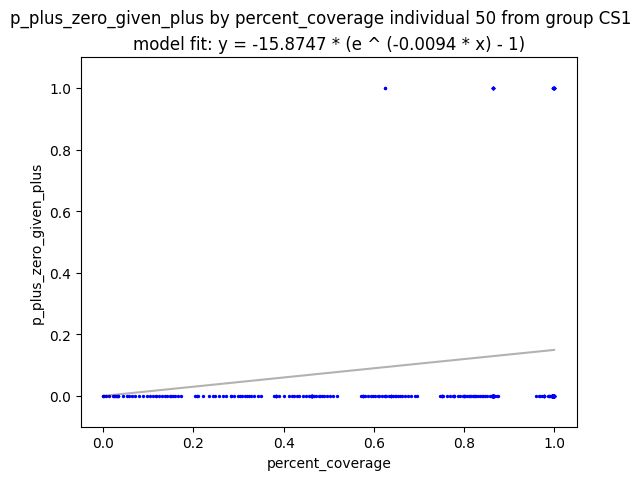 p_plus_zero_given_plus by percent_coverage individual 50 from group CS1
model fit: y = -15.8747 * (e ^ (-0.0094 * x) - 1)
1.0
0.8
0.6
0.4
0.2
0.0
p_plus_zero_given_plus
0.0 0.2 0.4 0.6 0.8 1.0
percent_coverage